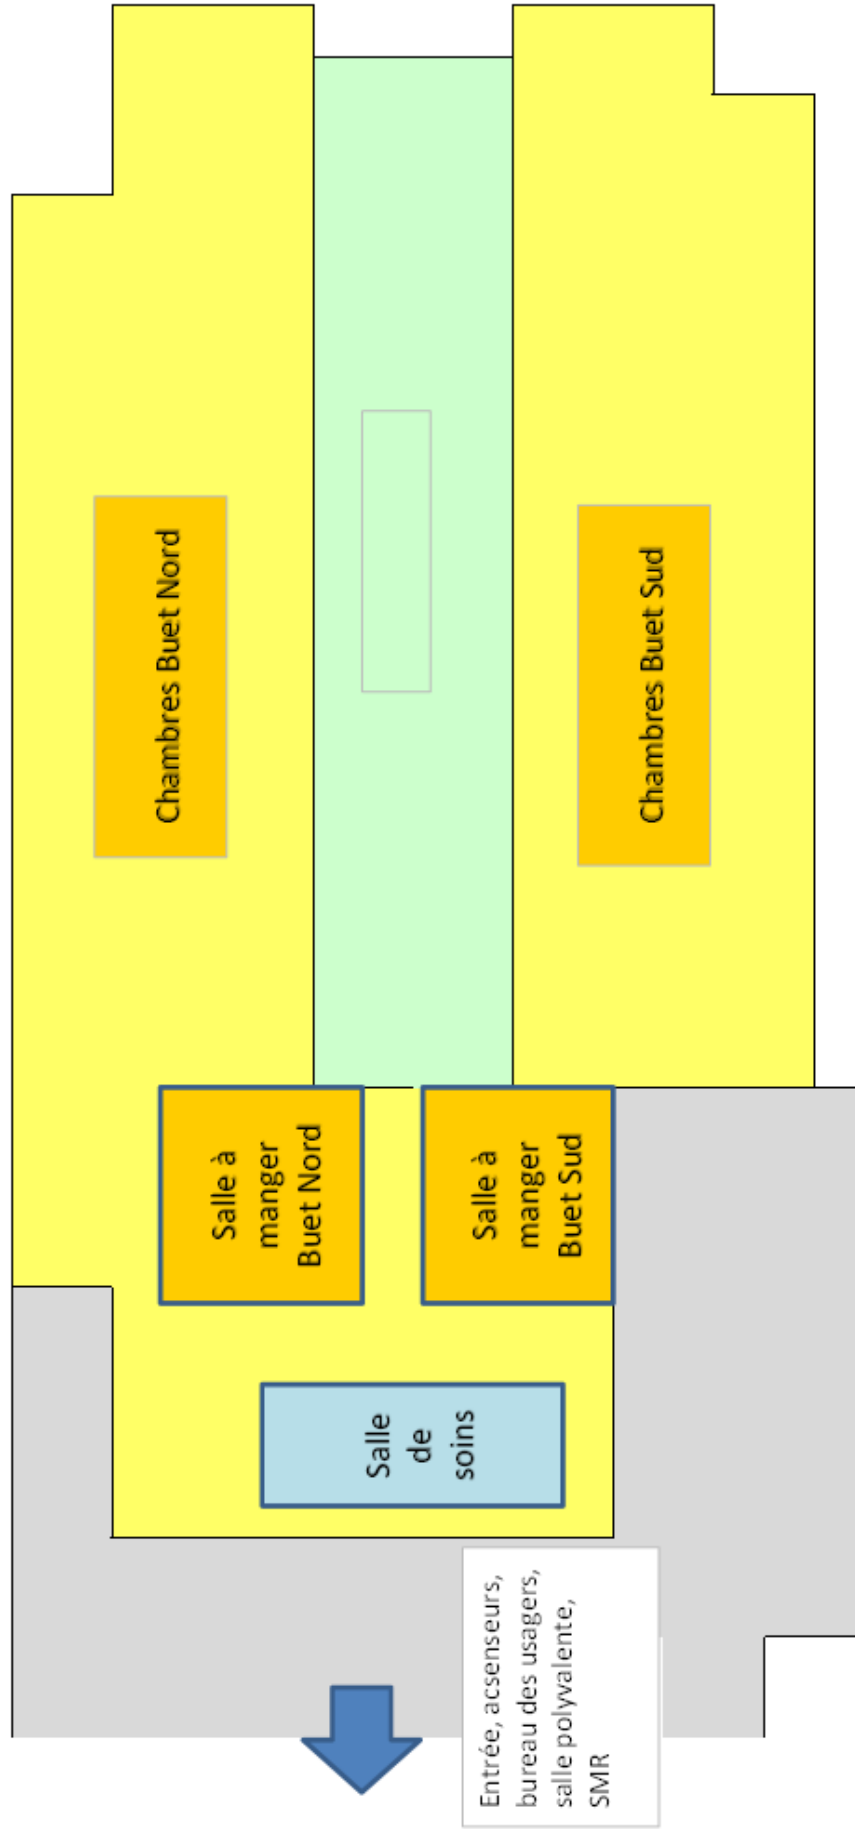 Chambres Buet Nord
Chambres Buet Sud
Salle à
manger
Buet Nord
Salle à
manger
Buet Sud
Salle
de
soins
Entrée, acsenseurs,
bureau des usagers,
salle polyvalente,
SMR